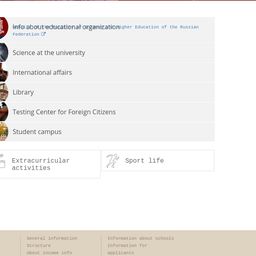 Info about educational organization
Higher Education of the Russian
Federation
Science at the university
International affairs
Library
Testing Center for Foreign Citizens
Student campus
Extracurricular
activities
Sport life
General information
Structure
About income info
Information about schools
Information for
applicants